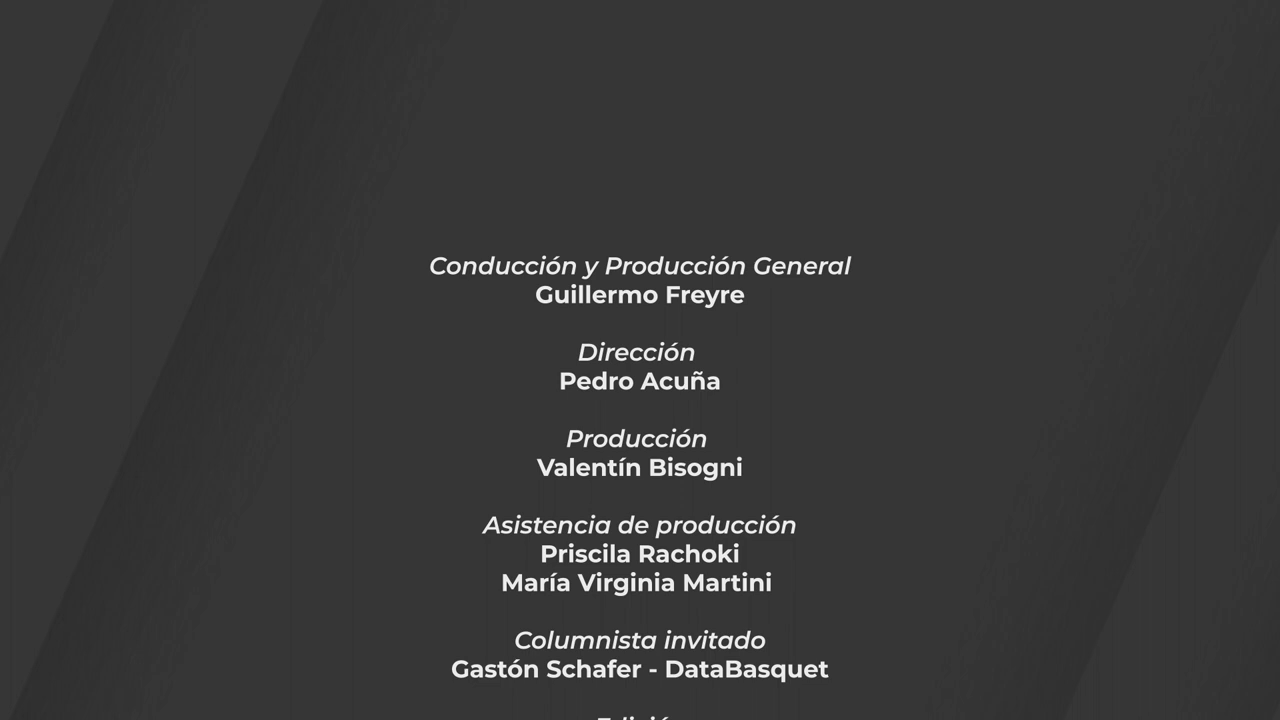 Conducción y Producción General
Guillermo Freyre
Dirección
Pedro Acuña
Producción
Valentín Bisogni
Asistencia de producción
Priscila Rachoki
María Virginia Martini
Columnista invitado
Gastón Schafer - DataBasquet